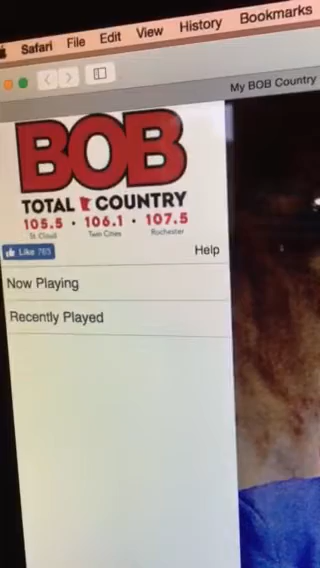 Safari File Edit View History Bookmarks
My BOB Country
BOB
TOTAL COUNTRY
105.5 • 106.1 • 107.5
St. Cloud Twin Cities Rochester
Like 763
Help
Now Playing
Recently Played